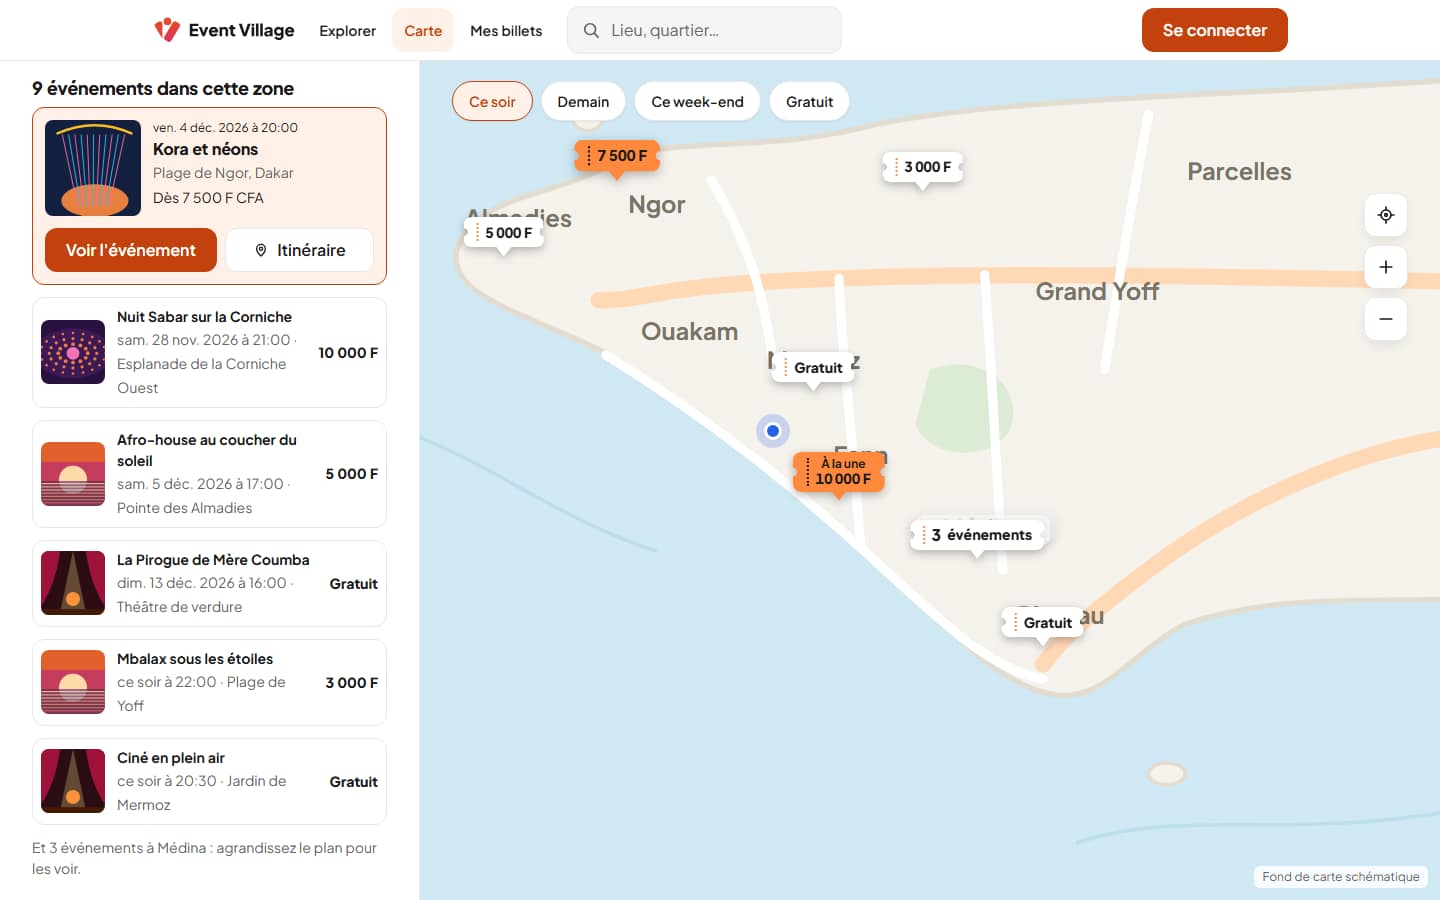 Event Village
Explorer
Carte
Mes billets
Lieu, quartier...
Se connecter
9 événements dans cette zone
ven. 4 déc. 2026 à 20:00
Kora et néons
Plage de Ngor, Dakar
Dès 7 500 F CFA
Voir l'événement
Itinéraire
Nuit Sabar sur la Corniche
sam. 28 nov. 2026 à 21:00 ·
Esplanade de la Corniche
Ouest
10 000 F
Afro-house au coucher du
soleil
sam. 5 déc. 2026 à 17:00 ·
Pointe des Almadies
5 000 F
La Pirogue de Mère Coumba
dim. 13 déc. 2026 à 16:00 ·
Théâtre de verdure
Gratuit
Mbalax sous les étoiles
ce soir à 22:00 · Plage de
Yoff
3 000 F
Ciné en plein air
ce soir à 20:30 · Jardin de
Mermoz
Gratuit
Et 3 événements à Médina : agrandissez le plan pour
les voir.
Ce soir
Demain
Ce week-end
Gratuit
7 500 F
3 000 F
Parcelles
Ngor
Almadies
5 000 F
Grand Yoff
Ouakam
Gratuit
À la une
10 000 F
3 événements
Gratuit
Fond de carte schématique